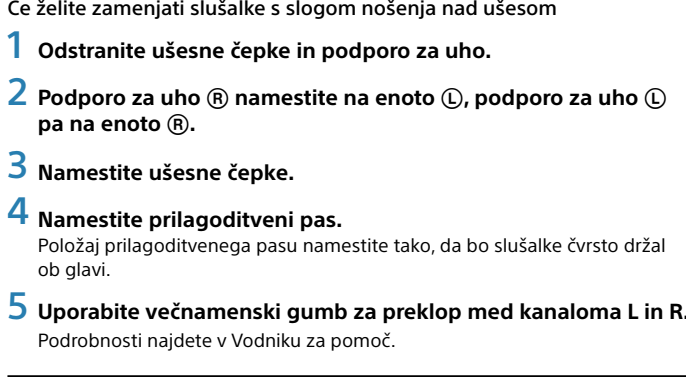 Če želite zamenjati slušalke s slogom nošenja nad ušesom
1 Odstranite ušesne čepke in podporo za uho.
2 Podporo za uho Ⓡ namestite na enoto Ⓛ, podporo za uho Ⓛ
pa na enoto Ⓡ.
3 Namestite ušesne čepke.
4 Namestite prilagoditveni pas.
Položaj prilagoditvenega pasu namestite tako, da bo slušalke čvrsto držal
ob glavi.
5 Uporabite večnamenski gumb za preklop med kanaloma L in R.
Podrobnosti najdete v Vodniku za pomoč.